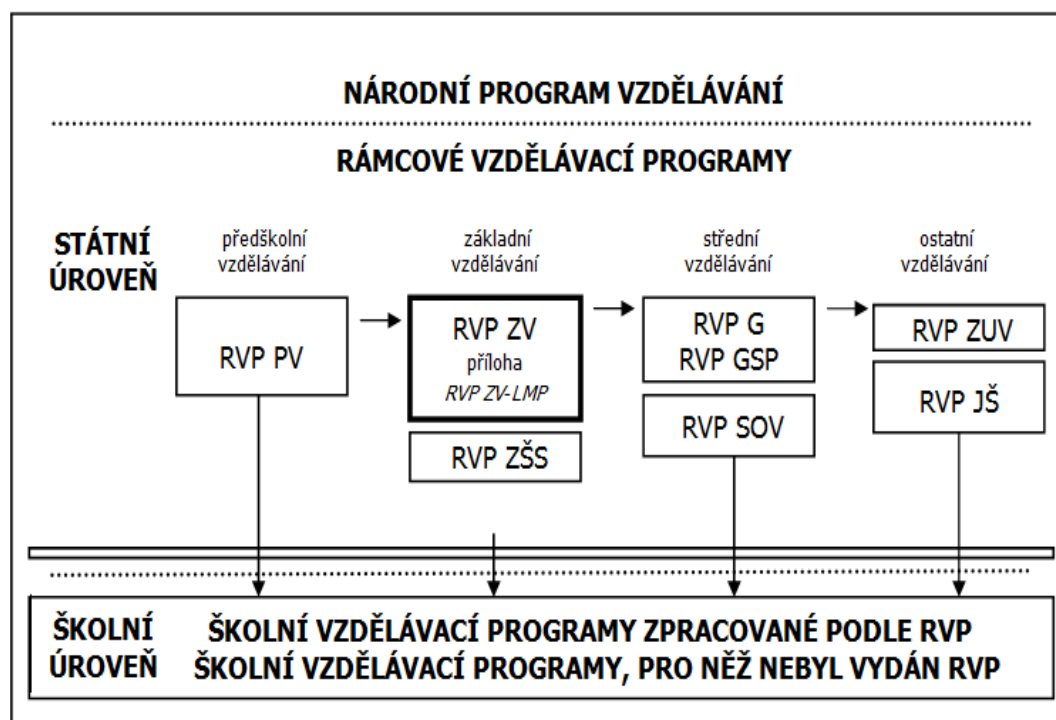 NÁRODNÍ PROGRAM VZDĚLÁVÁNÍ
RÁMCOVÉ VZDĚLÁVACÍ PROGRAMY
STÁTNÍ
ÚROVEŇ
předškolní
vzdělávání
základní
vzdělávání
střední
vzdělávání
ostatní
vzdělávání
RVP PV
RVP ZV
příloha
RVP ZV-LMP
RVP ZŠS
RVP G
RVP GSP
RVP SOV
RVP ZUV
RVP JŠ
ŠKOLNÍ
ÚROVEŇ
ŠKOLNÍ VZDĚLÁVACÍ PROGRAMY ZPRACOVANÉ PODLE RVP
ŠKOLNÍ VZDĚLÁVACÍ PROGRAMY, PRO NĚŽ NEBYL VYDÁN RVP